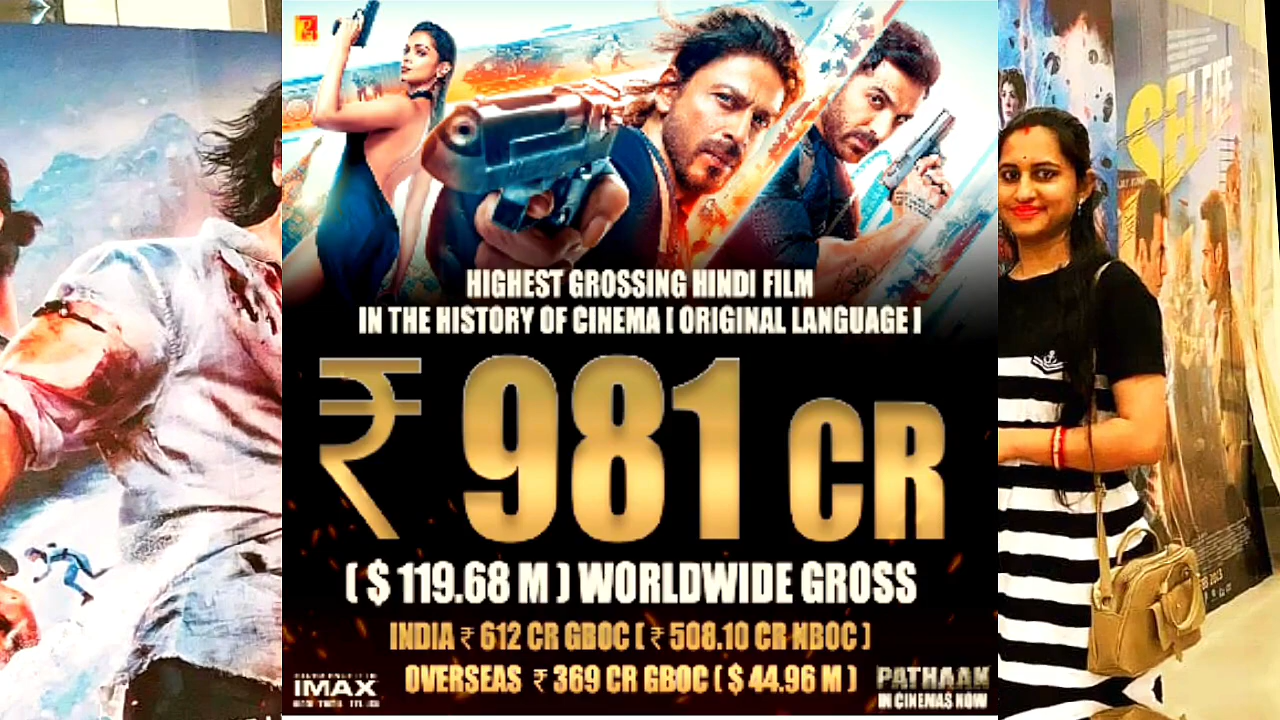 HIGHEST GROSSING HINDI FILM
IN THE HISTORY OF CINEMA [ ORIGINAL LANGUAGE ]
₹ 981 CR
( $ 119.68 M ) WORLDWIDE GROSS
INDIA ₹ 612 CR GBOC [ ₹ 508.10 CR NBOC ]
OVERSEAS ₹ 369 CR GBOC ( $ 44.96 M )
IMAX
PATHAAN
IN CINEMAS NOW
SELFIEE